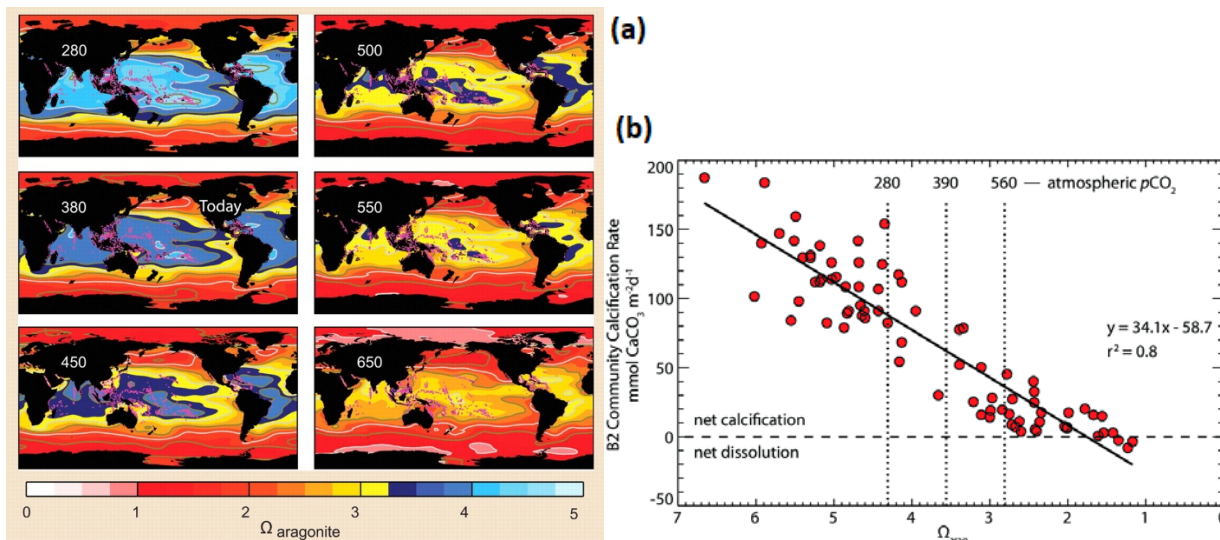 (a)
280
500
380
Today
550
450
650
0 1 2 3 4 5
Ω aragonite
(b)
200
150
100
50
0
-50
B2 Community Calcification Rate
mmol CaCO3 m-2d-1
280 390 560 — atmospheric pCO2
y = 34.1x - 58.7
r2 = 0.8
net calcification
net dissolution
7 6 5 4 3 2 1 0